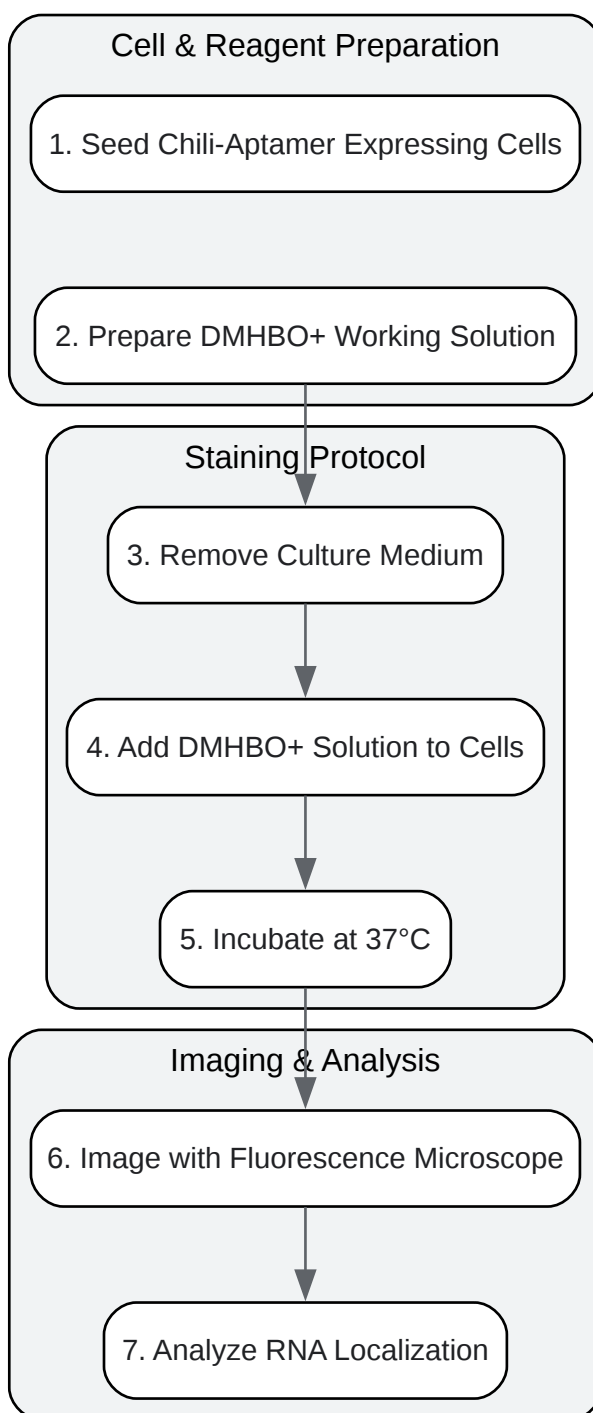 Cell & Reagent Preparation
1. Seed Chili-Aptamer Expressing Cells
2. Prepare DMHBO+ Working Solution
Staining Protocol
3. Remove Culture Medium
4. Add DMHBO+ Solution to Cells
5. Incubate at 37°C
Imaging & Analysis
6. Image with Fluorescence Microscope
7. Analyze RNA Localization